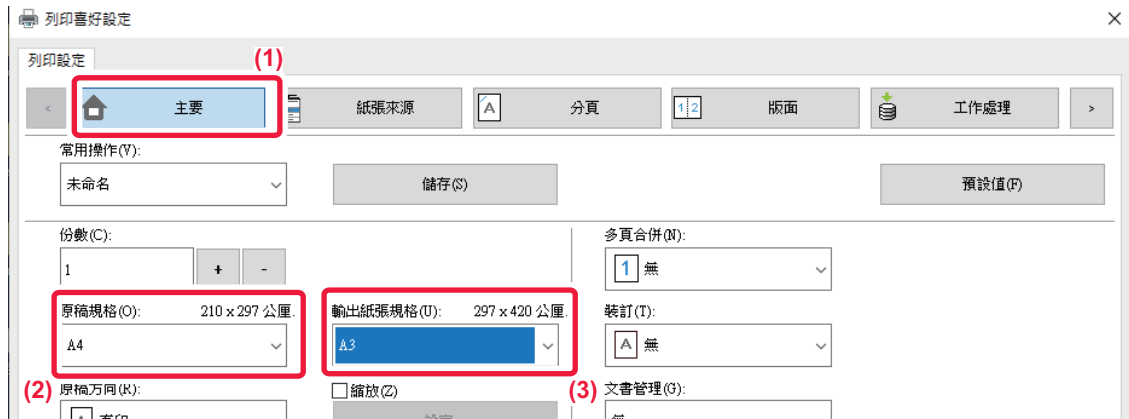 列印喜好設定
列印設定
(1)
< 主要 紙張來源 A 分頁 1 2 版面 工作處理 >
常用操作(V):
未命名 儲存(S) 預設值(F)
份數(C): 多頁合併(N):
1 + - 1 無
原稿規格(O): 210 x 297 公厘. 輸出紙張規格(U): 297 x 420 公厘. 裝訂(T):
A4 A3 A 無
(2) 原稿方向(R): 縮放(Z) (3) 文書管理(G):